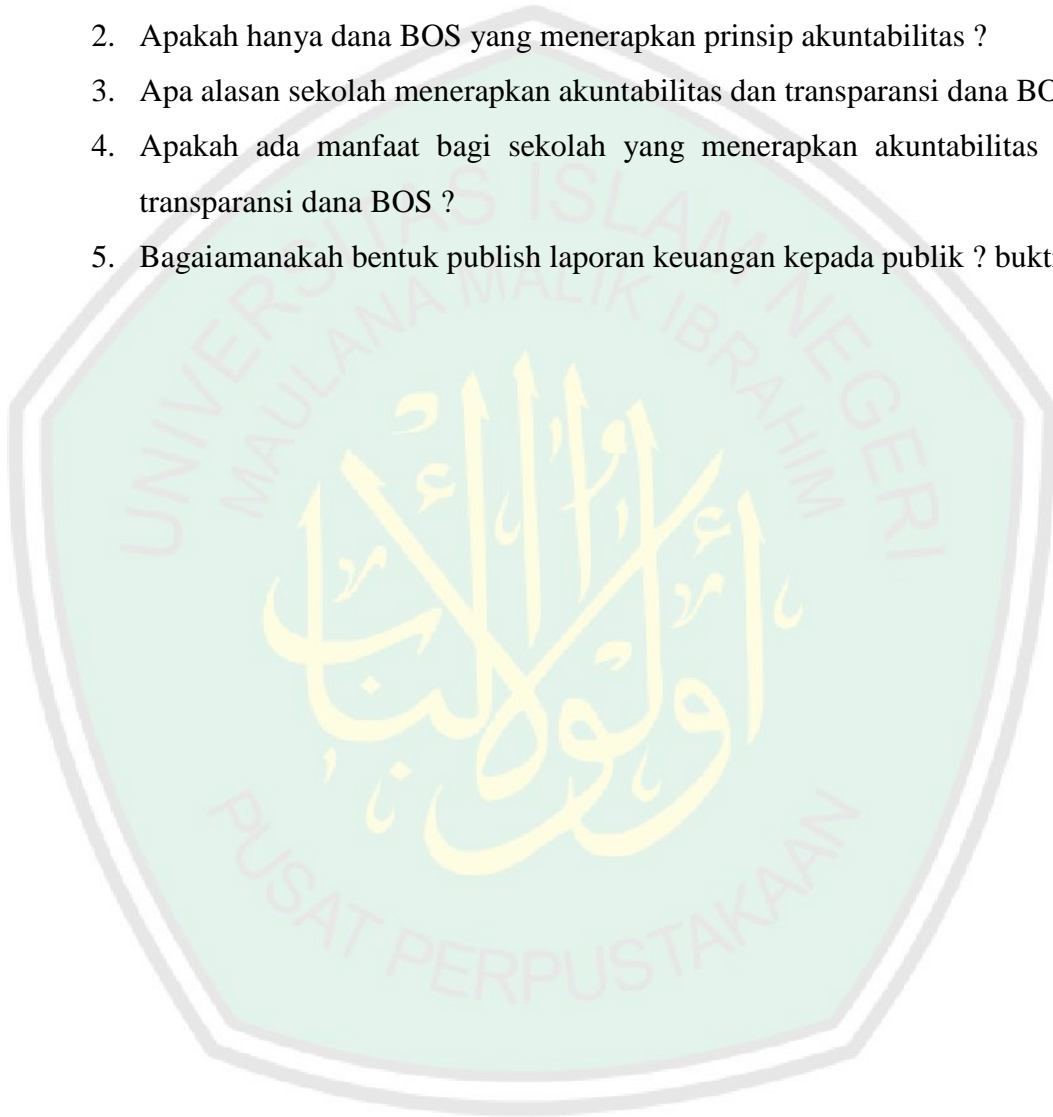 2. Apakah hanya dana BOS yang menerapkan prinsip akuntabilitas ?
3. Apa alasan sekolah menerapkan akuntabilitas dan transparansi dana
4. Apakah ada manfaat bagi sekolah yang menerapkan akuntabilitas
transparansi dana BOS ?
5. Bagaiamanakah bentuk publish laporan keuangan kepada publik ?
UNIVERSITAS ISLAM NEGERI
MAULANA MALIK IBRAHIM
أولو الألباب
PUSAT PERPUSTAKAAN